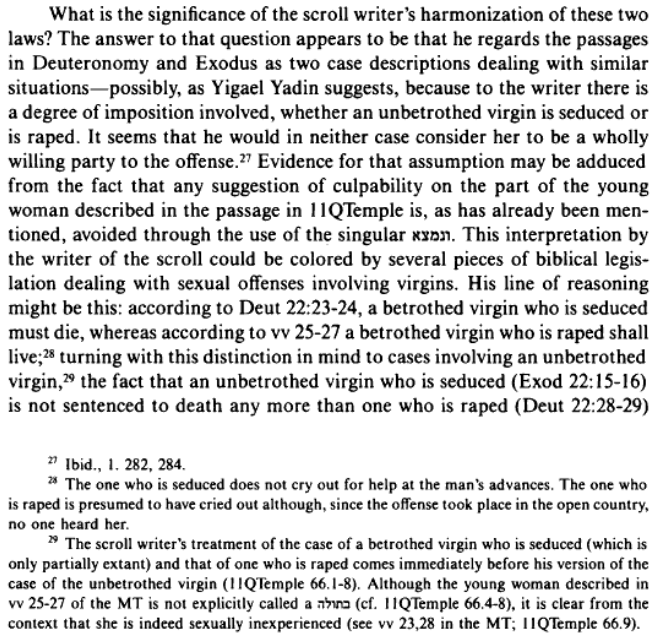 What is the significance of the scroll writer's harmonization of these two
laws? The answer to that question appears to be that he regards the passages
in Deuteronomy and Exodus as two case descriptions dealing with similar
situations—possibly, as Yigael Yadin suggests, because to the writer there is
a degree of imposition involved, whether an unbetrothed virgin is seduced or
is raped. It seems that he would in neither case consider her to be a wholly
willing party to the offense.²⁷ Evidence for that assumption may be adduced
from the fact that any suggestion of culpability on the part of the young
woman described in the passage in 11QTemple is, as has already been men-
tioned, avoided through the use of the singular ונמצא. This interpretation by
the writer of the scroll could be colored by several pieces of biblical legis-
lation dealing with sexual offenses involving virgins. His line of reasoning
might be this: according to Deut 22:23-24, a betrothed virgin who is seduced
must die, whereas according to vv 25-27 a betrothed virgin who is raped shall
live;²⁸ turning with this distinction in mind to cases involving an unbetrothed
virgin,²⁹ the fact that an unbetrothed virgin who is seduced (Exod 22:15-16)
is not sentenced to death any more than one who is raped (Deut 22:28-29)
²⁷ Ibid., 1. 282, 284.
²⁸ The one who is seduced does not cry out for help at the man's advances. The one who
is raped is presumed to have cried out although, since the offense took place in the open country,
no one heard her.
²⁹ The scroll writer's treatment of the case of a betrothed virgin who is seduced (which is
only partially extant) and that of one who is raped comes immediately before his version of the
case of the unbetrothed virgin (11QTemple 66.1-8). Although the young woman described in
vv 25-27 of the MT is not explicitly called a בתולה (cf. 11QTemple 66.4-8), it is clear from the
context that she is indeed sexually inexperienced (see vv 23,28 in the MT; 11QTemple 66.9).